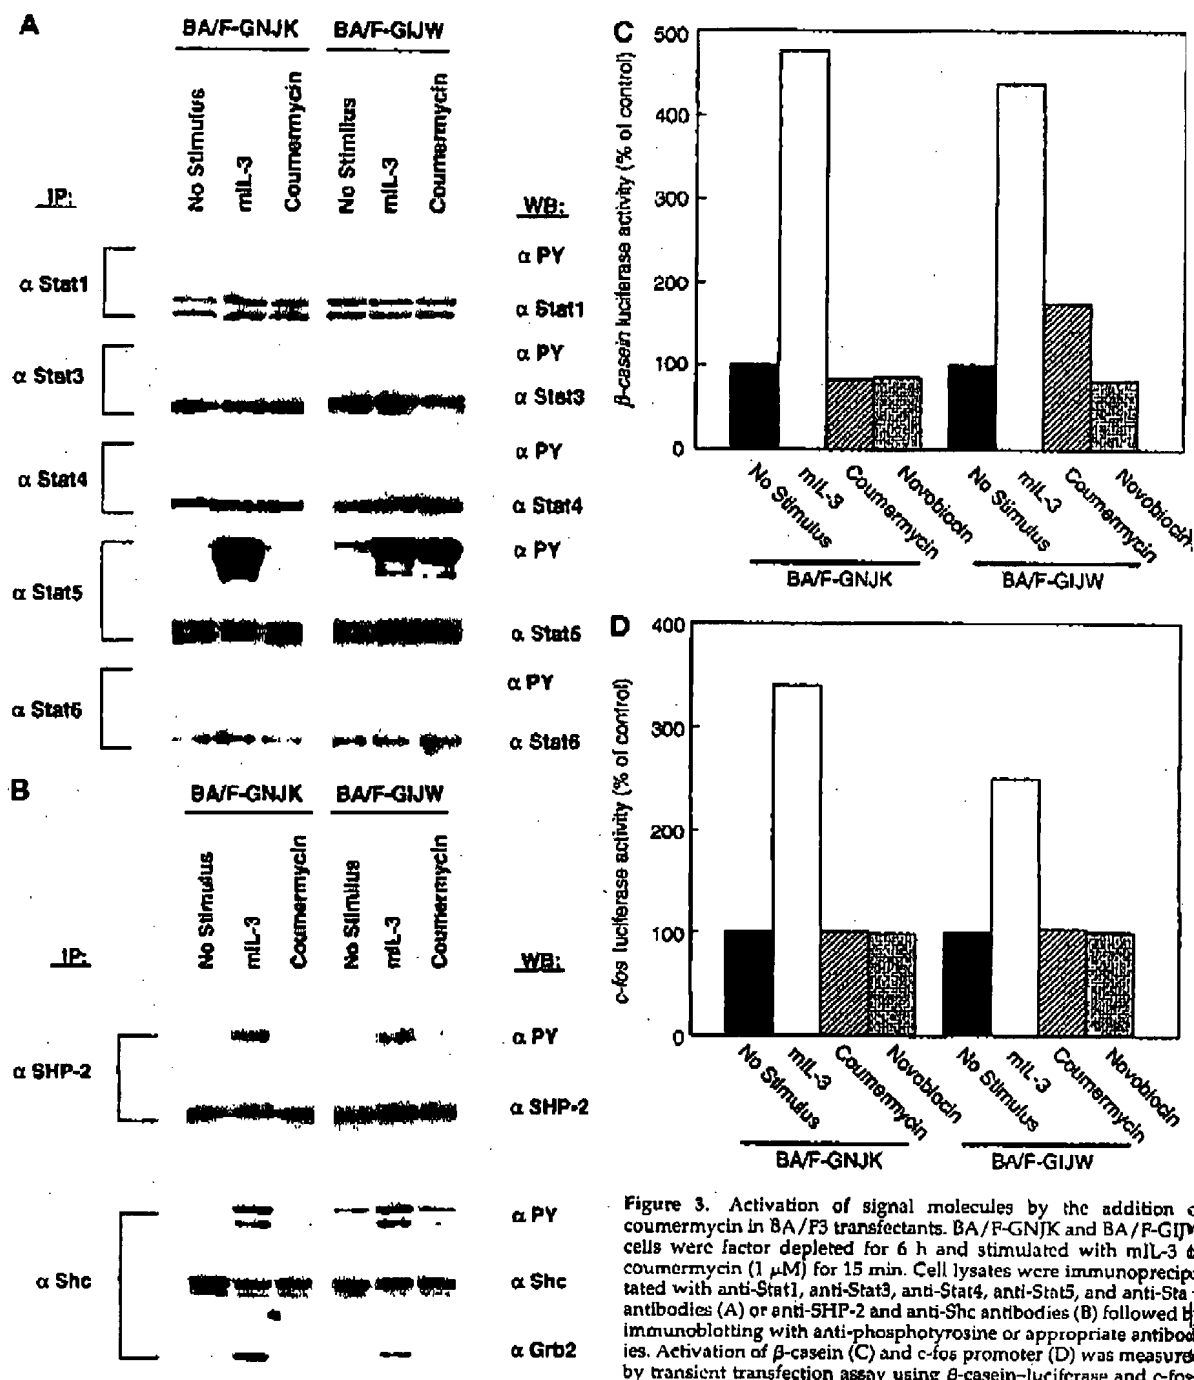 A
BA/F-GNJK BA/F-GIJW
No Stimulus mIL-3 Coumermycin No Stimulus mIL-3 Coumermycin
IP: WB:
α Stat1 α PY
α Stat1
α Stat3 α PY
α Stat3
α Stat4 α PY
α Stat4
α Stat5 α PY
α Stat5
α Stat6 α PY
α Stat6
B
BA/F-GNJK BA/F-GIJW
No Stimulus mIL-3 Coumermycin No Stimulus mIL-3 Coumermycin
IP: WB:
α SHP-2 α PY
α SHP-2
α Shc α PY
α Shc
α Grb2
C
β-casein luciferase activity (% of control)
500
400
300
200
100
0
No Stimulus mIL-3 Coumermycin Novobiocin No Stimulus mIL-3 Coumermycin Novobiocin
BA/F-GNJK BA/F-GIJW
D
c-fos luciferase activity (% of control)
400
300
200
100
0
No Stimulus mIL-3 Coumermycin Novobiocin No Stimulus mIL-3 Coumermycin Novobiocin
BA/F-GNJK BA/F-GIJW
Figure 3. Activation of signal molecules by the addition
coumermycin in BA/F3 transfectants. BA/F-GNJK and BA/F-GIJW
cells were factor depleted for 6 h and stimulated with mIL-3
coumermycin (1 μM) for 15 min. Cell lysates were immunoprecipi
tated with anti-Stat1, anti-Stat3, anti-Stat4, anti-Stat5, and
antibodies (A) or anti-SHP-2 and anti-Shc antibodies (B) followed
immunoblotting with anti-phosphotyrosine or appropriate antibod
ies. Activation of β-casein (C) and c-fos promoter (D) was measure
by transient transfection assay using β-casein–luciferase and c-fos